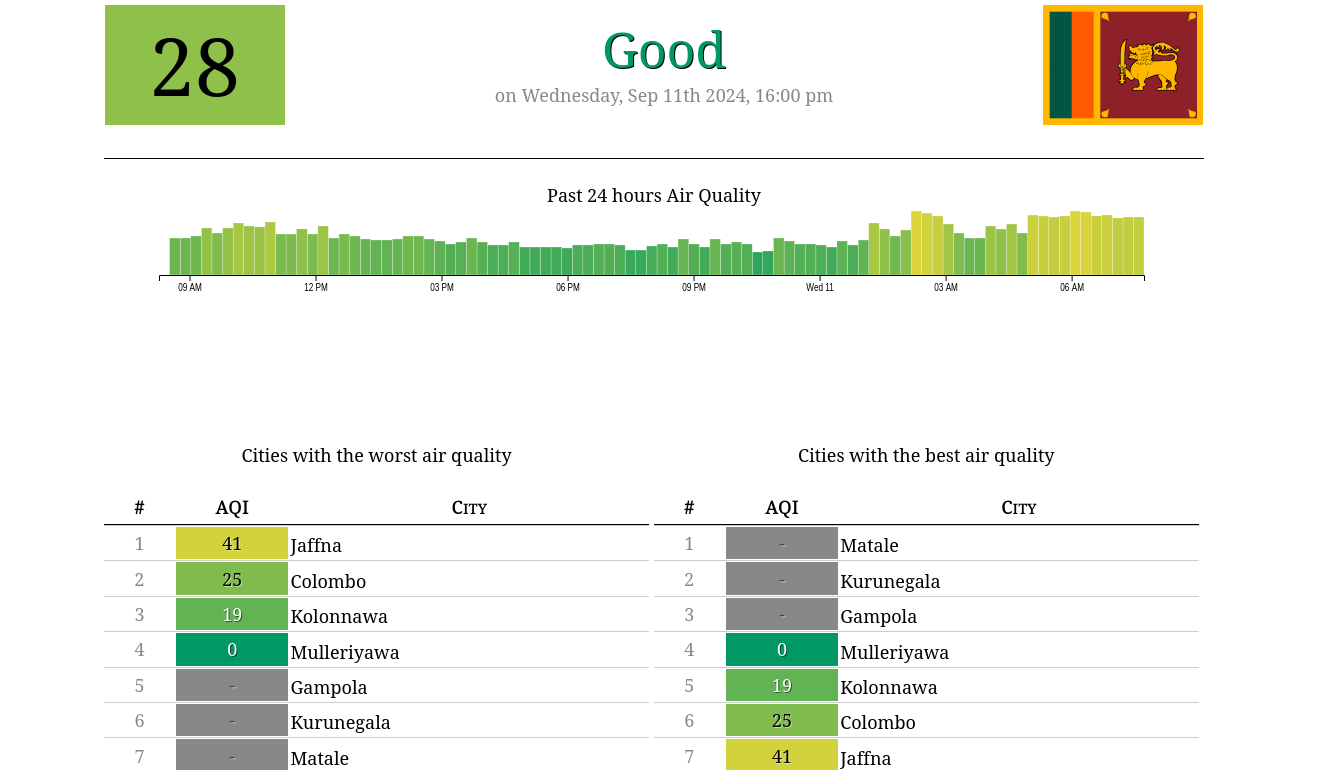 28
Good
on Wednesday, Sep 11th 2024, 16:00 pm
Past 24 hours Air Quality
09 AM 12 PM 03 PM 06 PM 09 PM Wed 11 03 AM 06 AM
Cities with the worst air quality
# AQI City
1 41 Jaffna
2 25 Colombo
3 19 Kolonnawa
4 0 Mulleriyawa
5 - Gampola
6 - Kurunegala
7 - Matale
Cities with the best air quality
# AQI City
1 - Matale
2 - Kurunegala
3 - Gampola
4 0 Mulleriyawa
5 19 Kolonnawa
6 25 Colombo
7 41 Jaffna